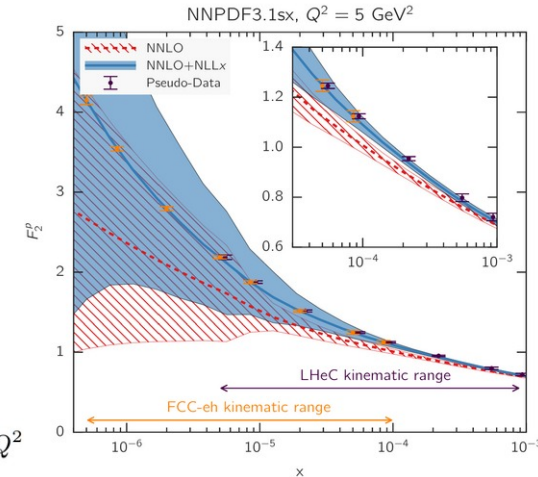 NNPDF3.1sx, Q² = 5 GeV²
NNLO
NNLO+NLLx
Pseudo-Data
5
4
3
2
1
0
F₂ᵖ
1.4
1.2
1.0
0.8
0.6
10⁻⁴
10⁻³
LHeC kinematic range
FCC-eh kinematic range
10⁻⁶
10⁻⁵
10⁻⁴
10⁻³
x
Q²